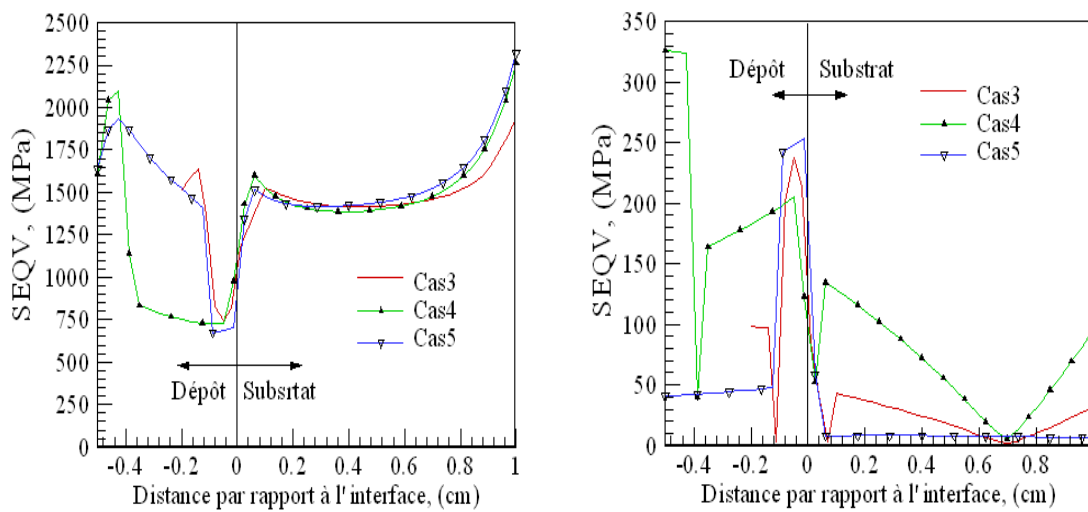 2500
2250
2000
1750
1500
1250
1000
750
500
250
0
SEQV, (MPa)
Cas3
Cas4
Cas5
Dépôt
Subsrtat
-0.4
-0.2
0
0.2
0.4
0.6
0.8
1
Distance par rapport à l'interface, (cm)
350
300
250
200
150
100
50
0
SEQV, (MPa)
Dépôt
Substrat
Cas3
Cas4
Cas5
-0.4
-0.2
0
0.2
0.4
0.6
0.8
Distance par rapport à l'interface, (cm)